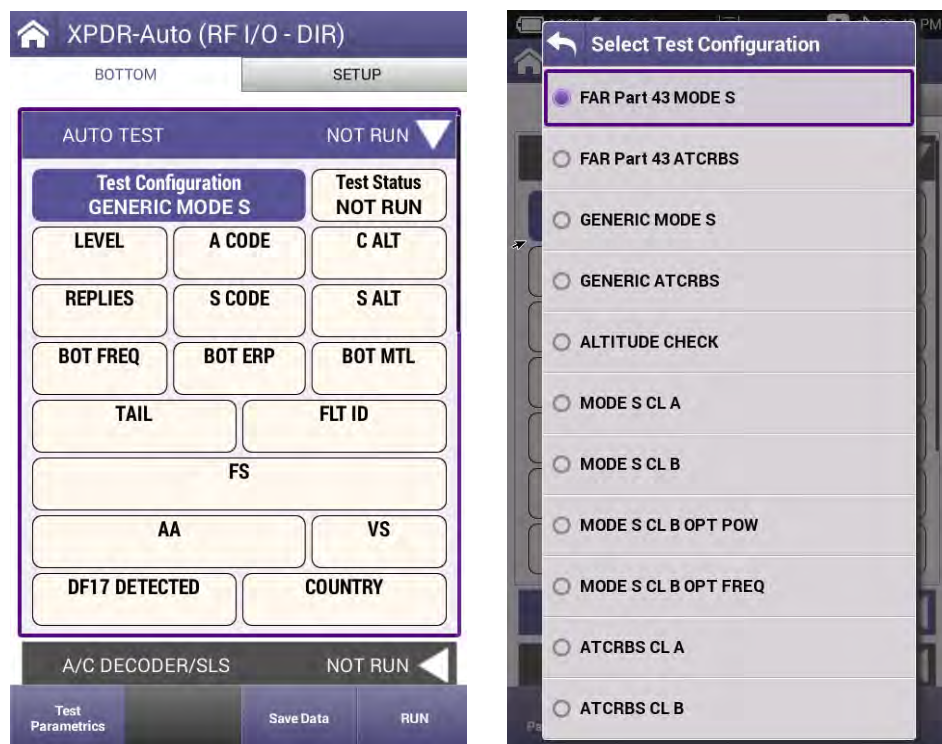 XPDR-Auto (RF I/O - DIR)
BOTTOM
SETUP
AUTO TEST
NOT RUN
Test Configuration
GENERIC MODE S
Test Status
NOT RUN
LEVEL
A CODE
C ALT
REPLIES
S CODE
S ALT
BOT FREQ
BOT ERP
BOT MTL
TAIL
FLT ID
FS
AA
VS
DF17 DETECTED
COUNTRY
A/C DECODER/SLS
NOT RUN
Test
Parametrics
Save Data
RUN
PM
Select Test Configuration
FAR Part 43 MODE S
FAR Part 43 ATCRBS
GENERIC MODE S
GENERIC ATCRBS
ALTITUDE CHECK
MODE S CL A
MODE S CL B
MODE S CL B OPT POW
MODE S CL B OPT FREQ
ATCRBS CL A
ATCRBS CL B
Pa